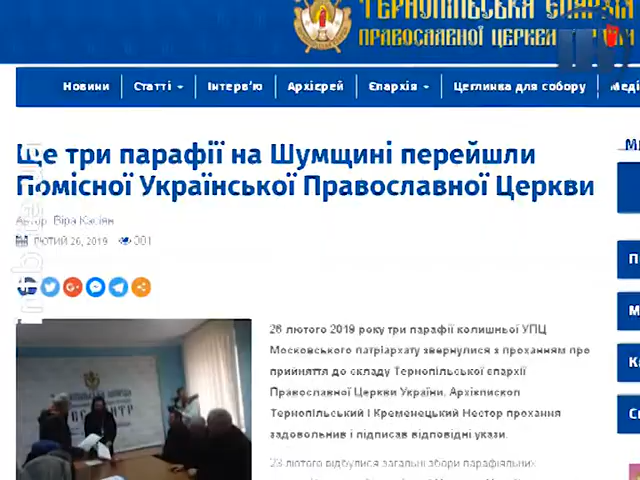 ТЕРНОПІЛЬСЬКА ЄПАРХІЯ
ПРАВОСЛАВНОЇ ЦЕРКВИ
Новини Статті Інтерв'ю Архієрей Єпархія Цеглинка для собору Меді
Ще три парафії на Шумщині перейшли
Помісної Української Православної Церкви
Автор: Віра
ЛЮТИЙ 26, 2019
26 лютого 2019 року три парафії колишньої УПЦ
Московського патріархату звернулися з проханням про
прийняття до складу Тернопільської єпархії
Православної Церкви України. Архієпископ
Тернопільський і Кременецький Нестор прохання
задовольнив і підписав відповідні укази.
23 лютого відбулися загальні збори парафіяльних